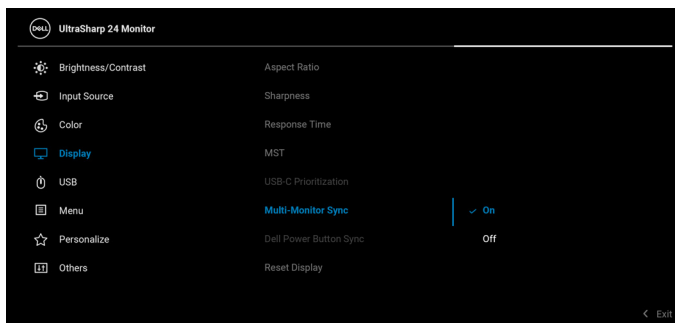 DELL UltraSharp 24 Monitor
Brightness/Contrast Aspect Ratio
Input Source Sharpness
Color Response Time
Display MST
USB USB-C Prioritization
Menu Multi-Monitor Sync On
Personalize Dell Power Button Sync Off
Others Reset Display
Exit